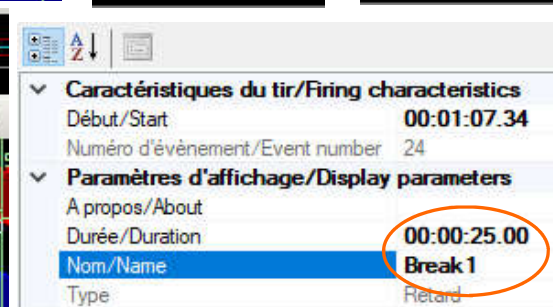 A
Z
Caractéristiques du tir/Firing characteristics
Début/Start 00:01:07.34
Numéro d'évènement/Event number 24
Paramètres d'affichage/Display parameters
A propos/About
Durée/Duration 00:00:25.00
Nom/Name Break1
Type Retard